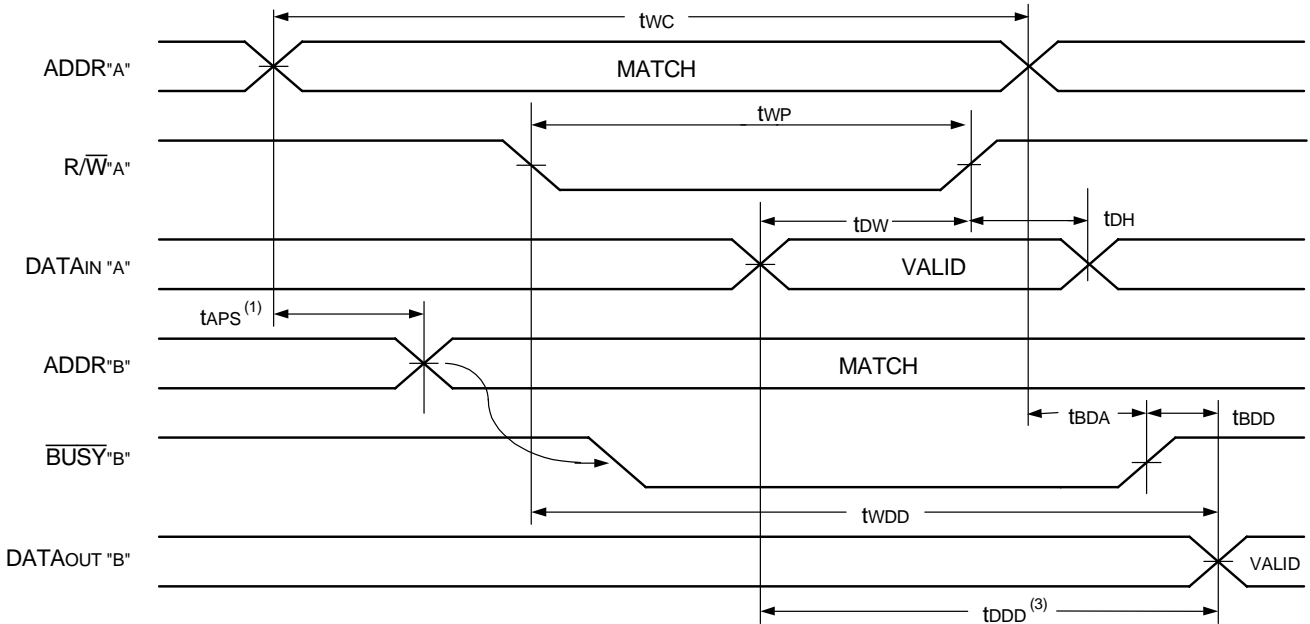 tWC
ADDR"A"
MATCH
tWP
R/W̅"A"
tDW
tDH
DATAIN "A"
VALID
tAPS(1)
ADDR"B"
MATCH
tBDA
tBDD
B̅U̅S̅Y̅"B"
tWDD
DATAOUT "B"
VALID
tDDD(3)